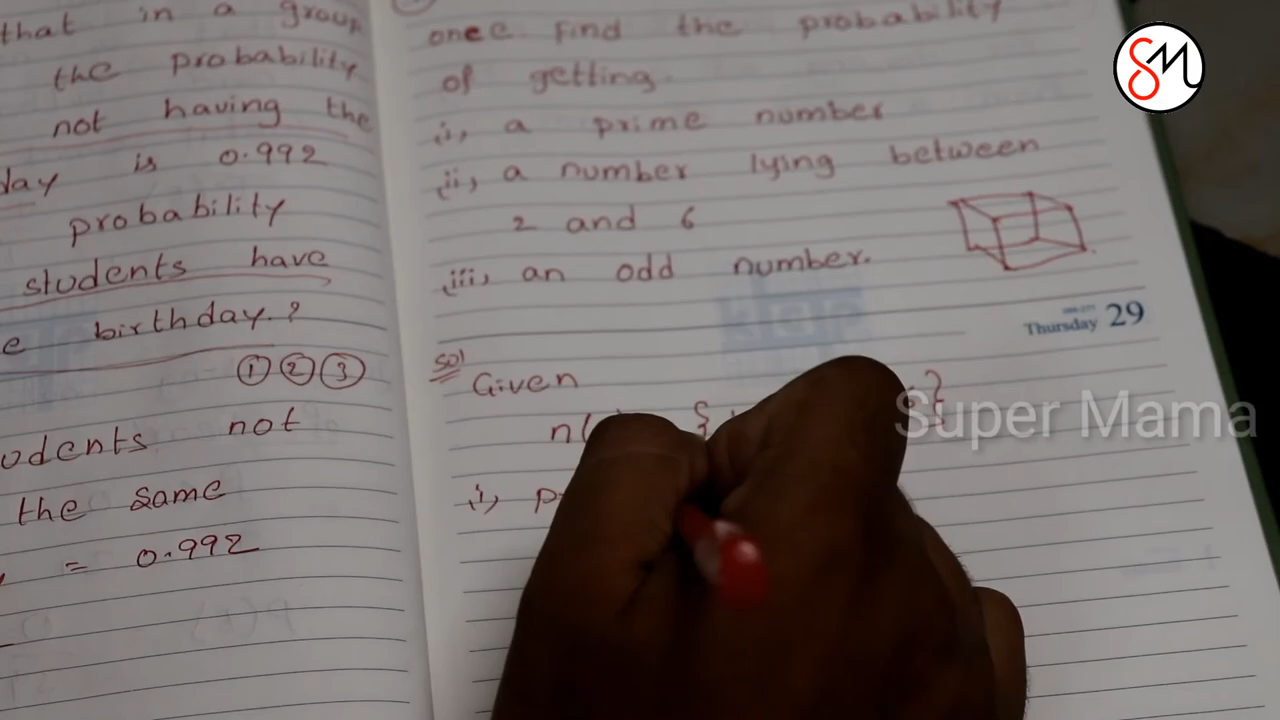 that in a group
the probability
not having the
day is 0.992
probability
students have
e birthday.?
① ② ③
udents not
the same
= 0.992
once Find the probability
of getting
(i), a prime number
(ii), a number lying between
2 and 6
(iii), an odd number.
Thursday 29
Sol
Given
n(
(i),
SM
Super Mama